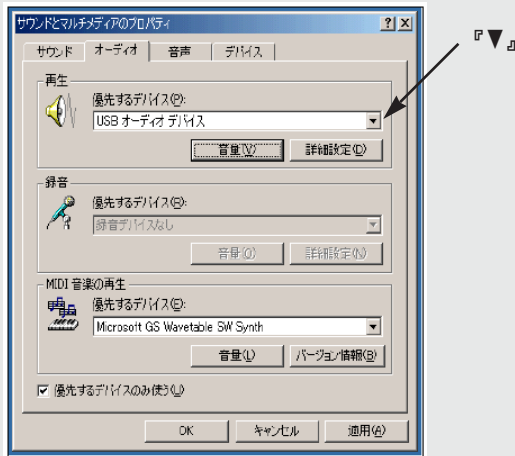 サウンドとマルチメディアのプロパティ
サウンド オーディオ 音声 デバイス
『▼』
再生
優先するデバイス(P):
USB オーディオ デバイス
音量(V) 詳細設定(D)
録音
優先するデバイス(R):
録音デバイスなし
音量(O) 詳細設定(N)
MIDI 音楽の再生
優先するデバイス(E):
Microsoft GS Wavetable SW Synth
音量(L) バージョン情報(B)
優先するデバイスのみ使う(U)
OK キャンセル 適用(A)